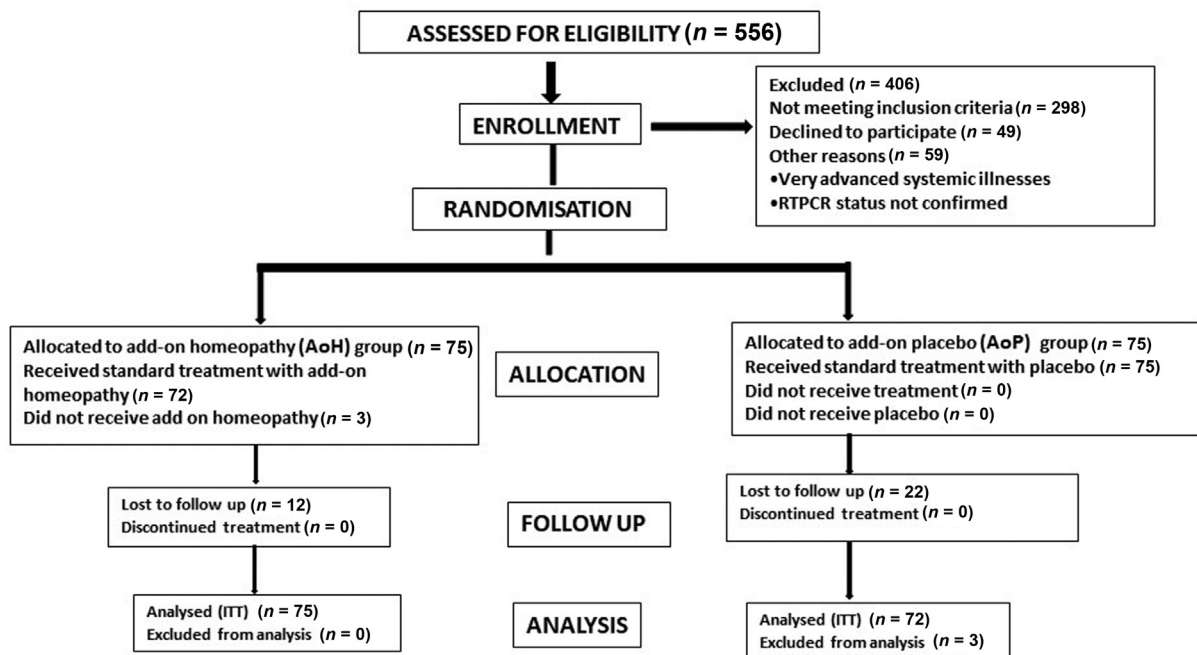 ASSESSED FOR ELIGIBILITY (n = 556)
Excluded (n = 406)
Not meeting inclusion criteria (n = 298)
Declined to participate (n = 49)
Other reasons (n = 59)
•Very advanced systemic illnesses
•RTPCR status not confirmed
ENROLLMENT
RANDOMISATION
Allocated to add-on homeopathy (AoH) group (n = 75)
Received standard treatment with add-on
homeopathy (n = 72)
Did not receive add on homeopathy (n = 3)
ALLOCATION
Allocated to add-on placebo (AoP) group (n = 75)
Received standard treatment with placebo (n = 75)
Did not receive treatment (n = 0)
Did not receive placebo (n = 0)
Lost to follow up (n = 12)
Discontinued treatment (n = 0)
FOLLOW UP
Lost to follow up (n = 22)
Discontinued treatment (n = 0)
Analysed (ITT) (n = 75)
Excluded from analysis (n = 0)
ANALYSIS
Analysed (ITT) (n = 72)
Excluded from analysis (n = 3)